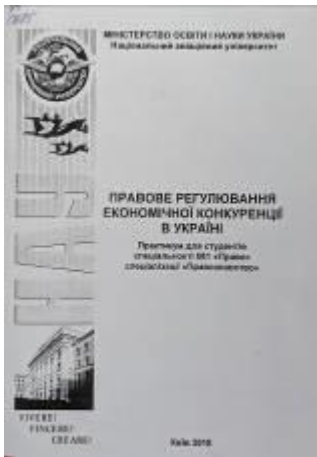 МІНІСТЕРСТВО ОСВІТИ І НАУКИ УКРАЇНИ
Національний авіаційний університет
НАУ
ПРАВОВЕ РЕГУЛЮВАННЯ
ЕКОНОМІЧНОЇ КОНКУРЕНЦІЇ
В УКРАЇНІ
Практикум для студентів
спеціальності 081 «Право»
спеціалізації «Правознавство»
VIVERE!
VINCERE!
CREARE!
Київ 2018